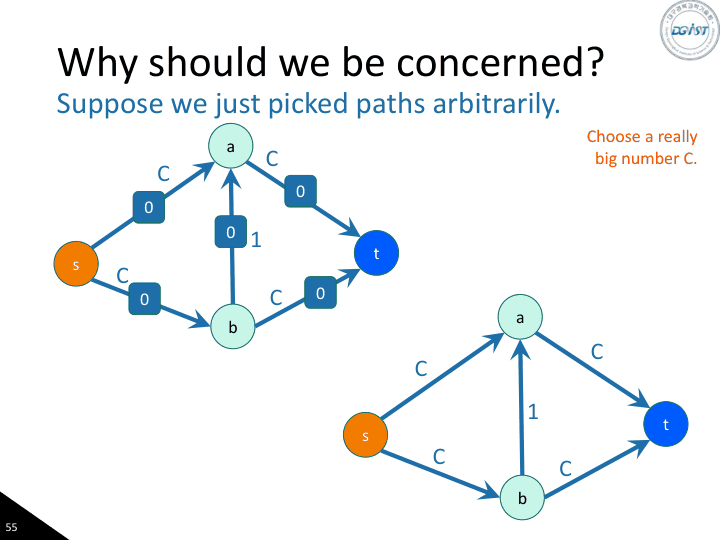 Why should we be concerned?
Suppose we just picked paths arbitrarily.
Choose a really
big number C.
a
C
C
0
0
0
1
s
t
C
0
C
0
b
a
C
C
1
s
t
C
C
b
DGIST
55